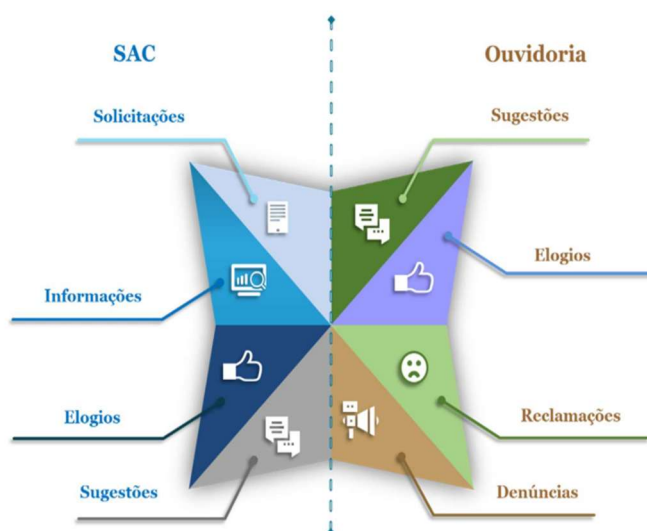 SAC
Ouvidoria
Solicitações
Sugestões
Elogios
Informações
Elogios
Reclamações
Sugestões
Denúncias